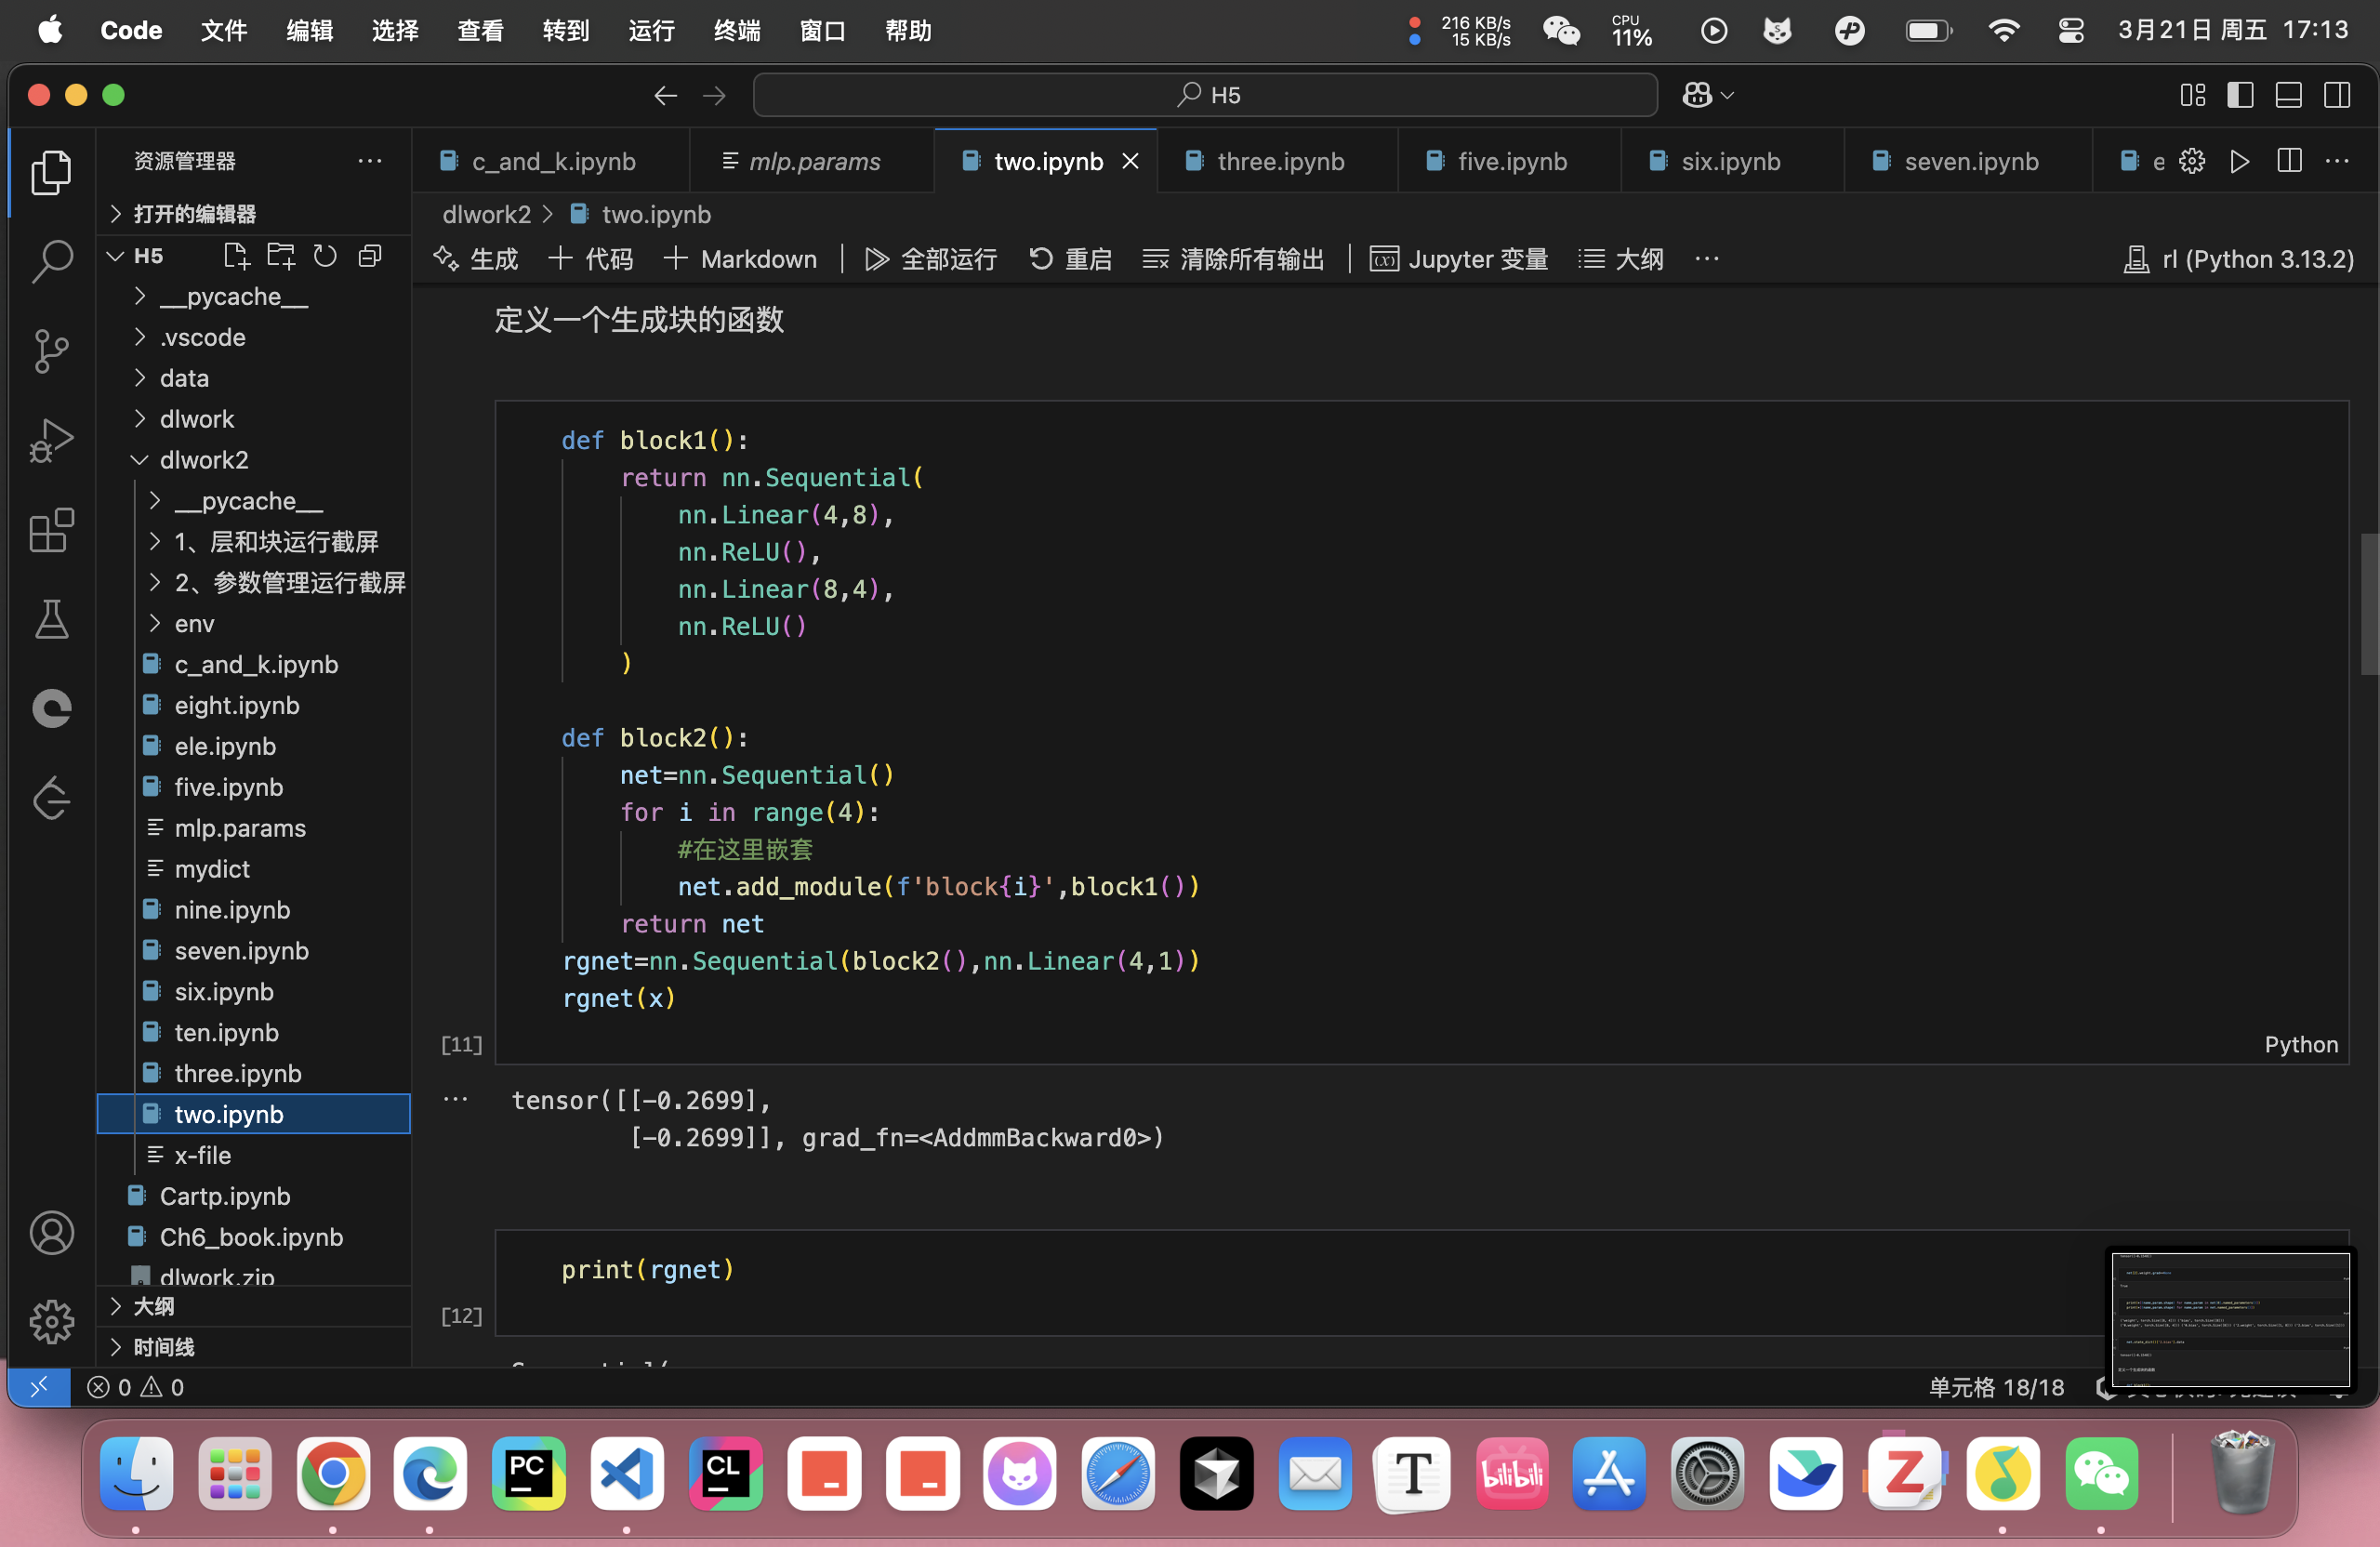 Code 文件 编辑 选择 查看 转到 运行 终端 窗口 帮助
216 KB/s
15 KB/s
CPU
11%
3月21日 周五 17:13
H5
资源管理器
打开的编辑器
H5
__pycache__
.vscode
data
dlwork
dlwork2
__pycache__
1、层和块运行截屏
2、参数管理运行截屏
env
c_and_k.ipynb
eight.ipynb
ele.ipynb
five.ipynb
mlp.params
mydict
nine.ipynb
seven.ipynb
six.ipynb
ten.ipynb
three.ipynb
two.ipynb
x-file
Cartp.ipynb
Ch6_book.ipynb
dlwork.zip
大纲
时间线
c_and_k.ipynb mlp.params two.ipynb three.ipynb five.ipynb six.ipynb seven.ipynb e
dlwork2 > two.ipynb
生成 + 代码 + Markdown 全部运行 重启 清除所有输出 Jupyter 变量 大纲 ··· rl (Python 3.13.2)
定义一个生成块的函数
def block1():
return nn.Sequential(
nn.Linear(4,8),
nn.ReLU(),
nn.Linear(8,4),
nn.ReLU()
)
def block2():
net=nn.Sequential()
for i in range(4):
#在这里嵌套
net.add_module(f'block{i}',block1())
return net
rgnet=nn.Sequential(block2(),nn.Linear(4,1))
rgnet(x)
[11]
Python
tensor([[-0.2699],
[-0.2699]], grad_fn=<AddmmBackward0>)
print(rgnet)
[12]
0 0
单元格 18/18
PC
CL
T
bilibili
Z